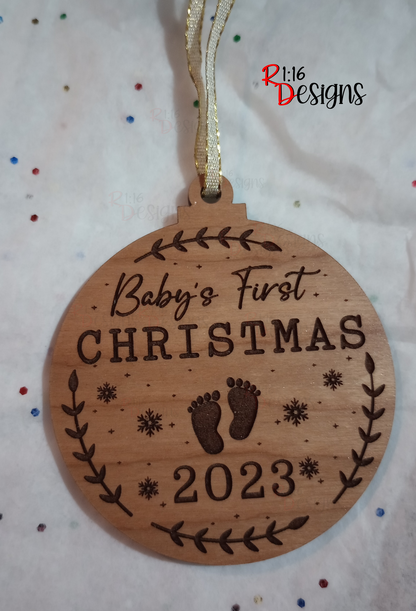 R1:16
Designs
Baby's First
CHRISTMAS
2023